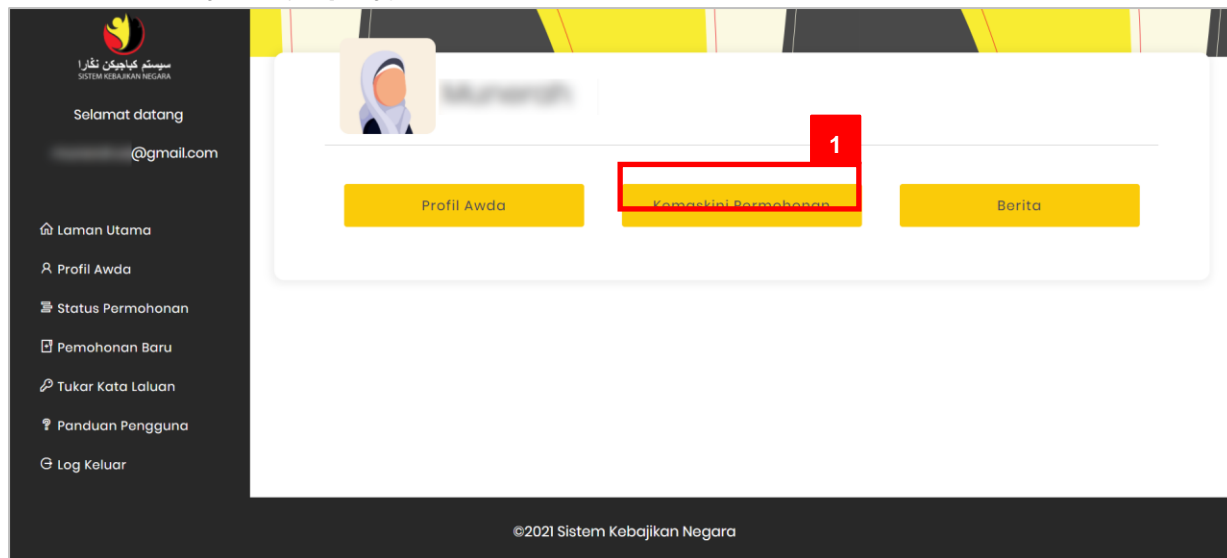 سيستم كباجيكن نڬارا
SISTEM KEBAJIKAN NEGARA
Selamat datang
@gmail.com
Laman Utama
Profil Awda
Status Permohonan
Pemohonan Baru
Tukar Kata Laluan
Panduan Pengguna
Log Keluar
1
Profil Awda
Kemaskini Permohonan
Berita
©2021 Sistem Kebajikan Negara